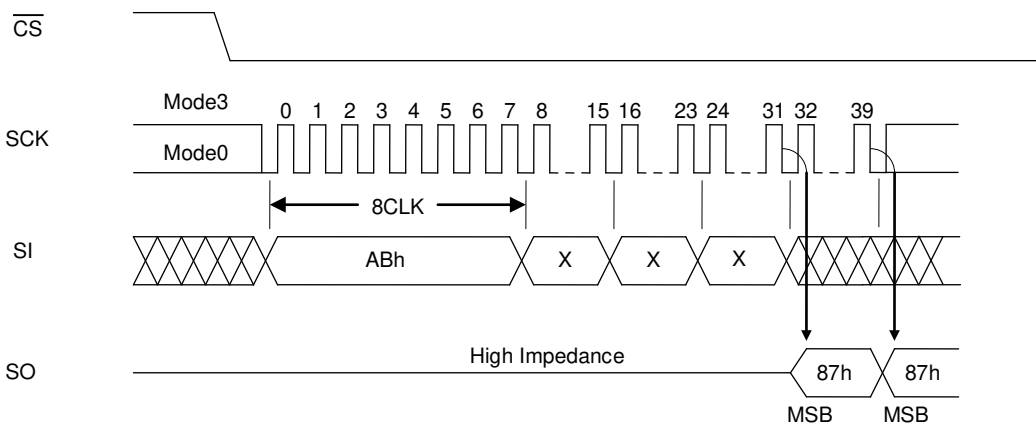 CS
Mode3
0 1 2 3 4 5 6 7 8 15 16 23 24 31 32 39
SCK
Mode0
8CLK
SI
ABh X X X
High Impedance
SO
87h 87h
MSB MSB